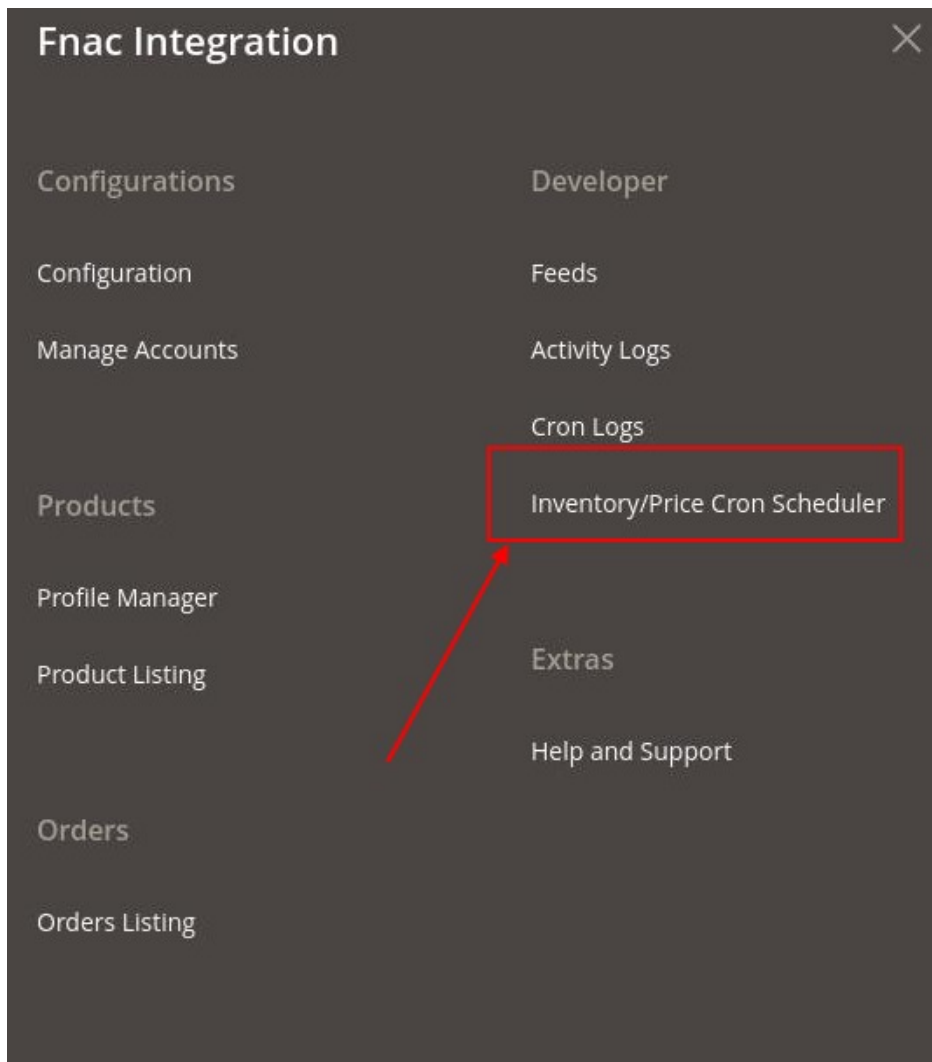 Fnac Integration
Configurations
Configuration
Manage Accounts
Products
Profile Manager
Product Listing
Orders
Orders Listing
Developer
Feeds
Activity Logs
Cron Logs
Inventory/Price Cron Scheduler
Extras
Help and Support